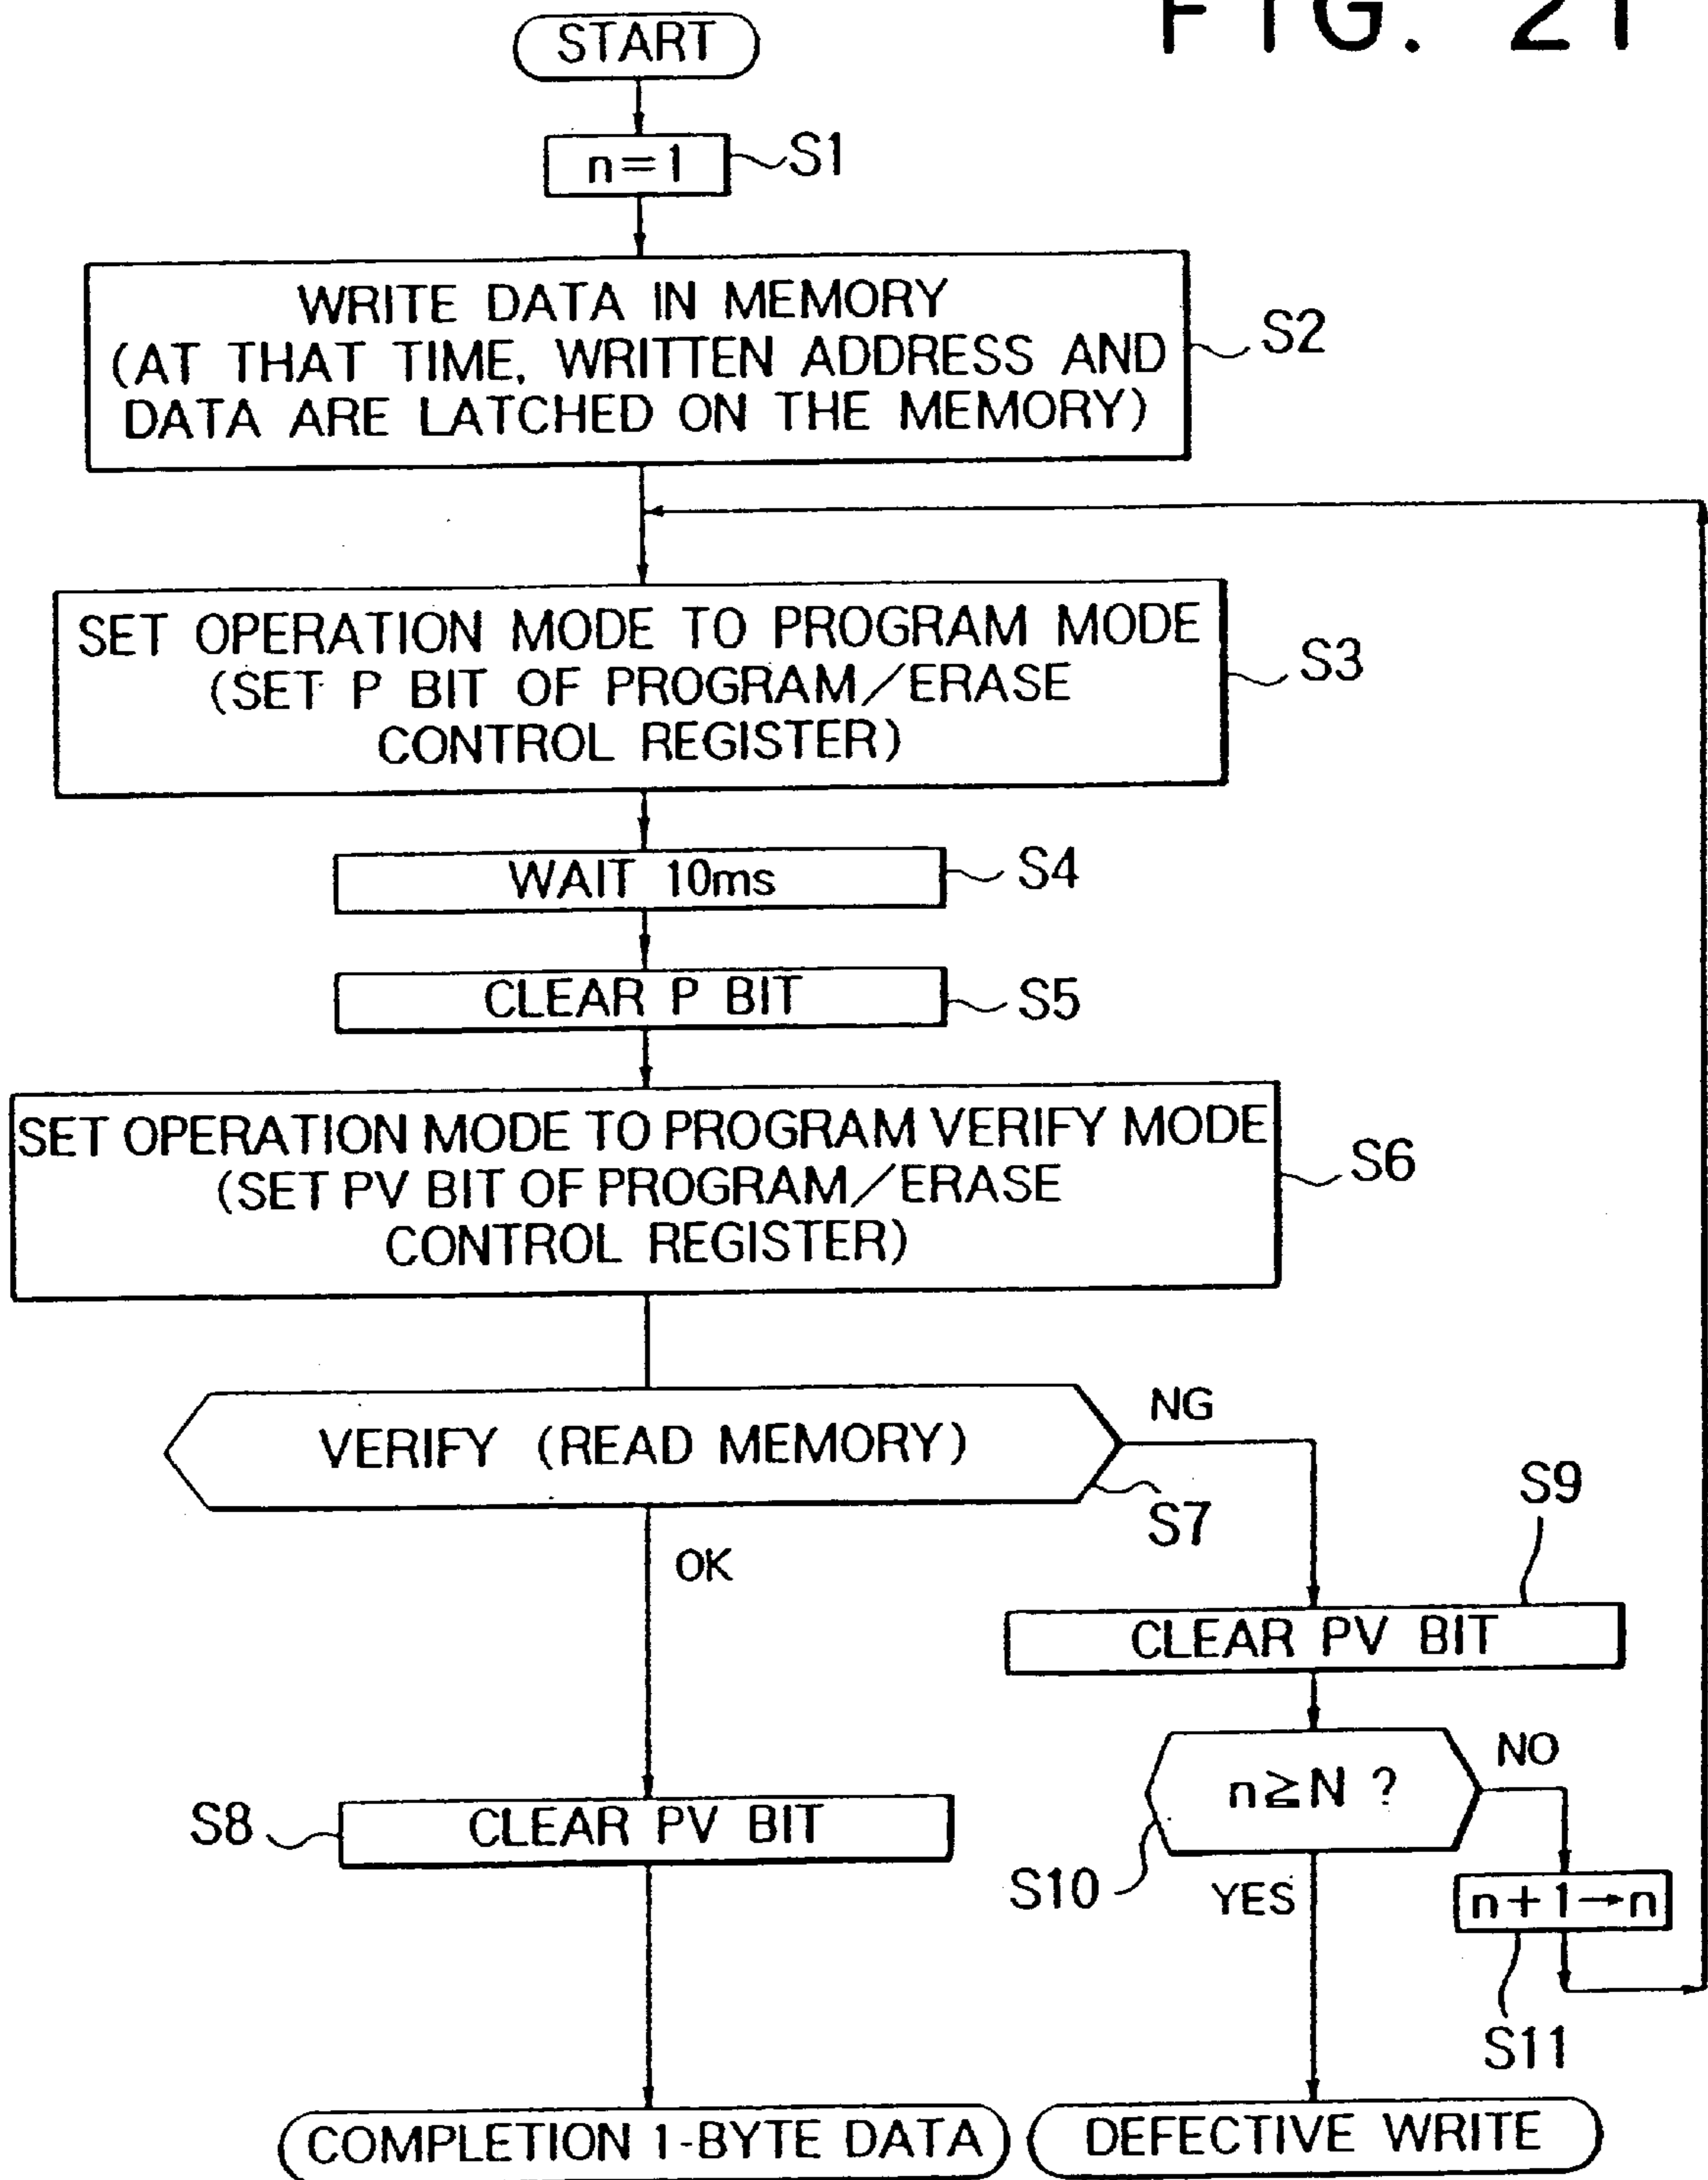 FIG. 21
START
n=1
S1
WRITE DATA IN MEMORY
(AT THAT TIME, WRITTEN ADDRESS AND
DATA ARE LATCHED ON THE MEMORY)
S2
SET OPERATION MODE TO PROGRAM MODE
(SET P BIT OF PROGRAM/ERASE
CONTROL REGISTER)
S3
WAIT 10ms
S4
CLEAR P BIT
S5
SET OPERATION MODE TO PROGRAM VERIFY MODE
(SET PV BIT OF PROGRAM/ERASE
CONTROL REGISTER)
S6
VERIFY (READ MEMORY)
NG
S7
OK
S9
CLEAR PV BIT
n≧N ?
NO
S10
YES
S8
CLEAR PV BIT
n+1→n
S11
COMPLETION 1-BYTE DATA
DEFECTIVE WRITE